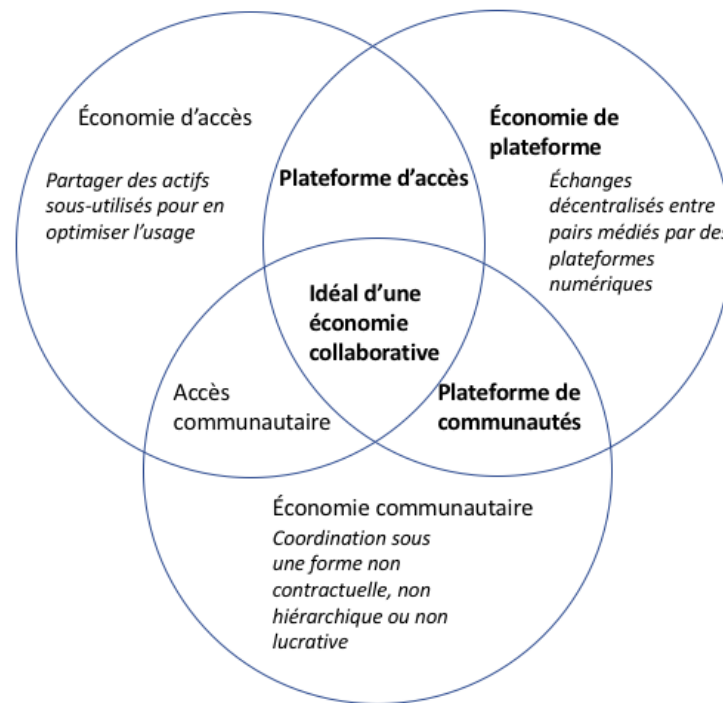 Économie d'accès
Partager des actifs
sous-utilisés pour en
optimiser l'usage
Plateforme d'accès
Économie de
plateforme
Échanges
décentralisés entre
pairs médiés par des
plateformes
numériques
Idéal d'une
économie
collaborative
Accès
communautaire
Plateforme de
communautés
Économie communautaire
Coordination sous
une forme non
contractuelle, non
hiérarchique ou non
lucrative